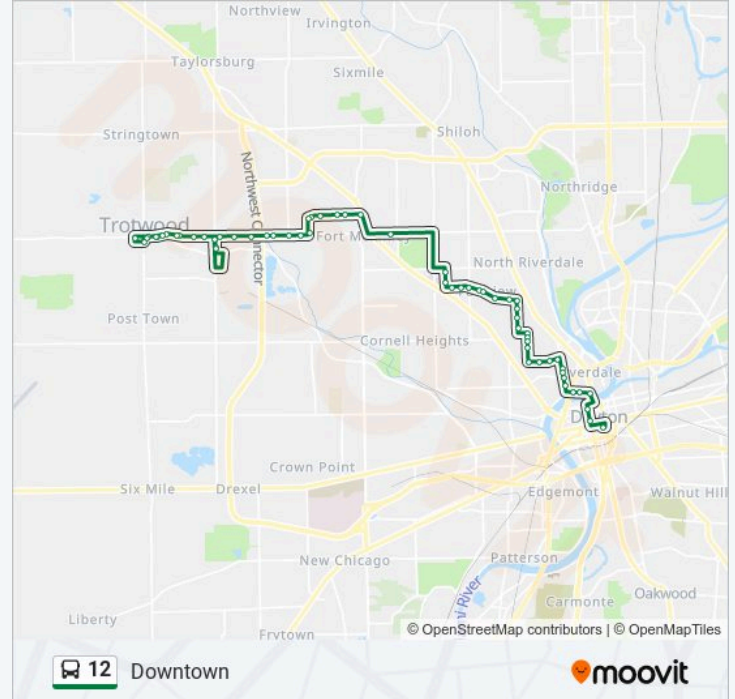 Northview
Irvington
Taylorsburg
Sixmile
Stringtown
Shiloh
Northwest Connector
Northridge
Trotwood
North Riverdale
Post Town
Cornell Heights
Dayton
Crown Point
Six Mile
Drexel
Edgemont
Walnut Hill
New Chicago
Patterson
Oakwood
Carmonte
Liberty
Frytown
© OpenStreetMap contributors | © OpenMapTiles
12 Downtown
moovit